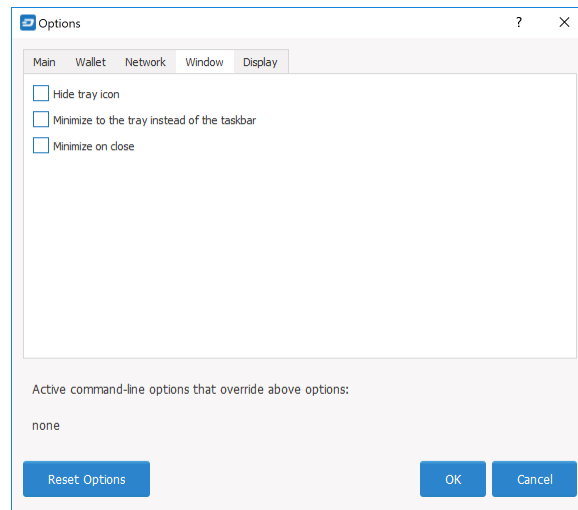 Options
?
Main Wallet Network Window Display
Hide tray icon
Minimize to the tray instead of the taskbar
Minimize on close
Active command-line options that override above options:
none
Reset Options OK Cancel